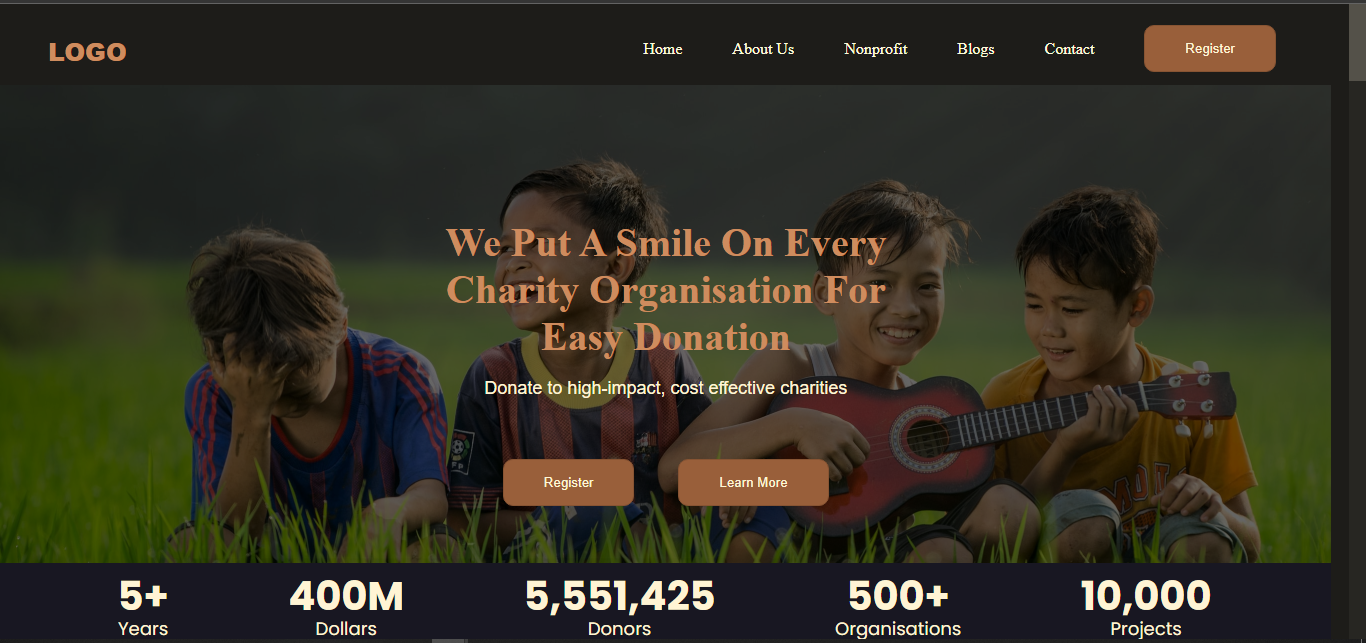 LOGO
Home About Us Nonprofit Blogs Contact Register
We Put A Smile On Every
Charity Organisation For
Easy Donation
Donate to high-impact, cost effective charities
Register Learn More
5+ 400M 5,551,425 500+ 10,000
Years Dollars Donors Organisations Projects